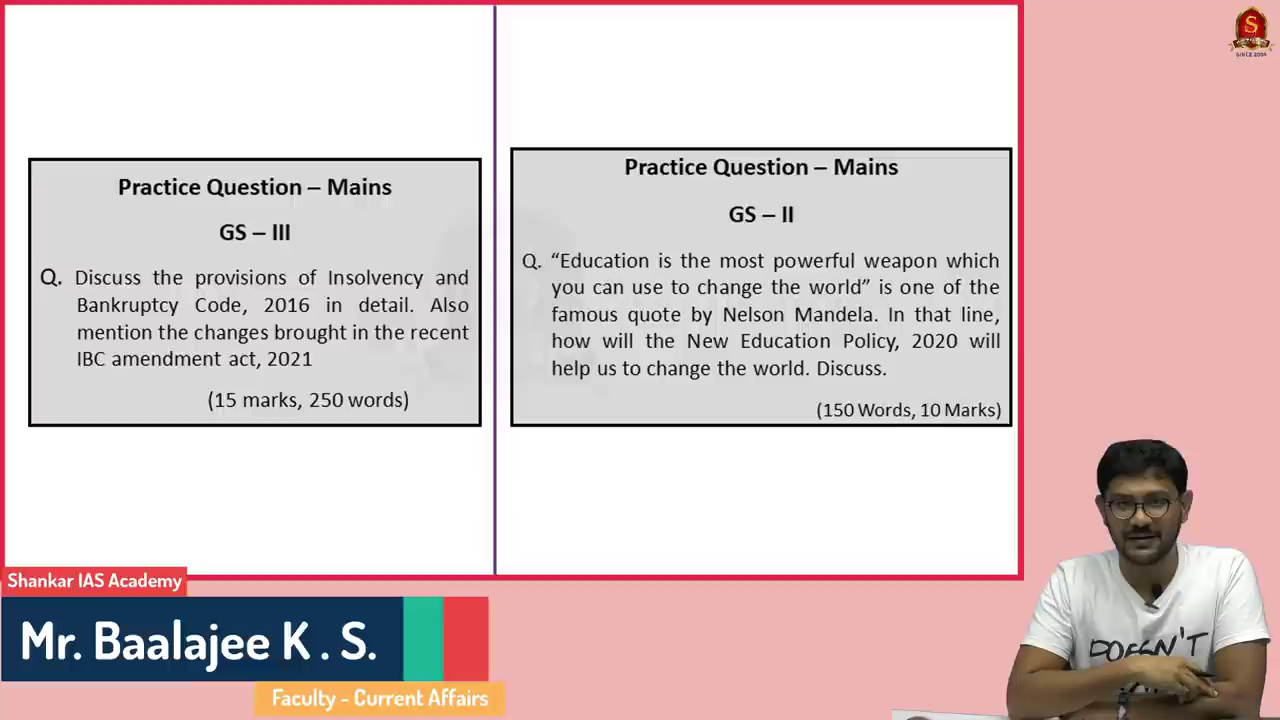 Practice Question – Mains
GS – III
Q. Discuss the provisions of Insolvency and
Bankruptcy Code, 2016 in detail. Also
mention the changes brought in the recent
IBC amendment act, 2021
(15 marks, 250 words)
Practice Question – Mains
GS – II
Q. “Education is the most powerful weapon which
you can use to change the world” is one of the
famous quote by Nelson Mandela. In that line,
how will the New Education Policy, 2020 will
help us to change the world. Discuss.
(150 Words, 10 Marks)
S
SINCE 2004
Shankar IAS Academy
Mr. Baalajee K . S.
Faculty - Current Affairs
DOESN'T